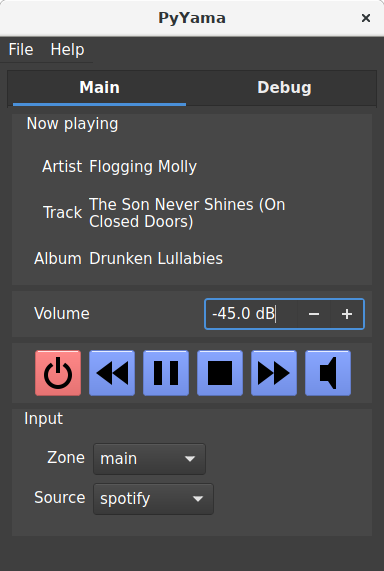 PyYama
File Help
Main Debug
Now playing
Artist Flogging Molly
Track The Son Never Shines (On
Closed Doors)
Album Drunken Lullabies
Volume -45.0 dB
Input
Zone main
Source spotify